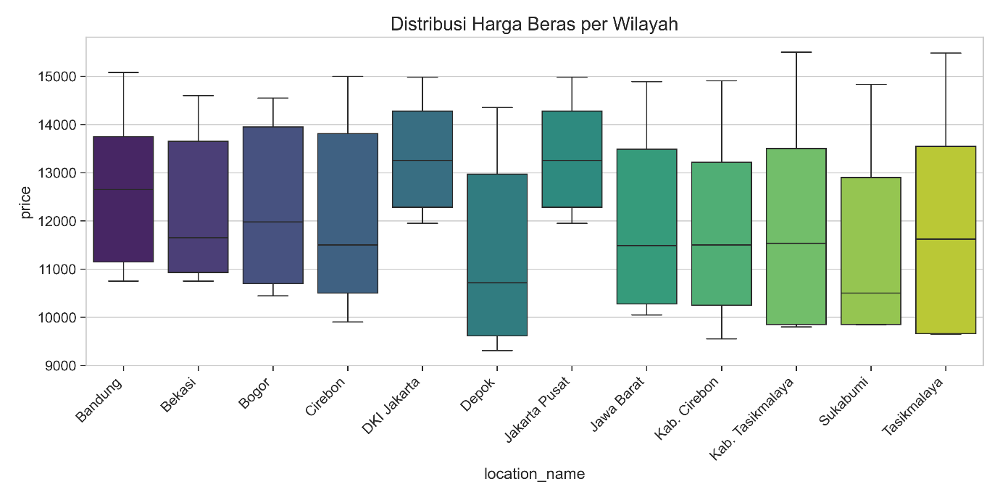 Distribusi Harga Beras per Wilayah
price
15000
14000
13000
12000
11000
10000
9000
Bandung
Bekasi
Bogor
Cirebon
DKI Jakarta
Depok
Jakarta Pusat
Jawa Barat
Kab. Cirebon
Kab. Tasikmalaya
Sukabumi
Tasikmalaya
location_name